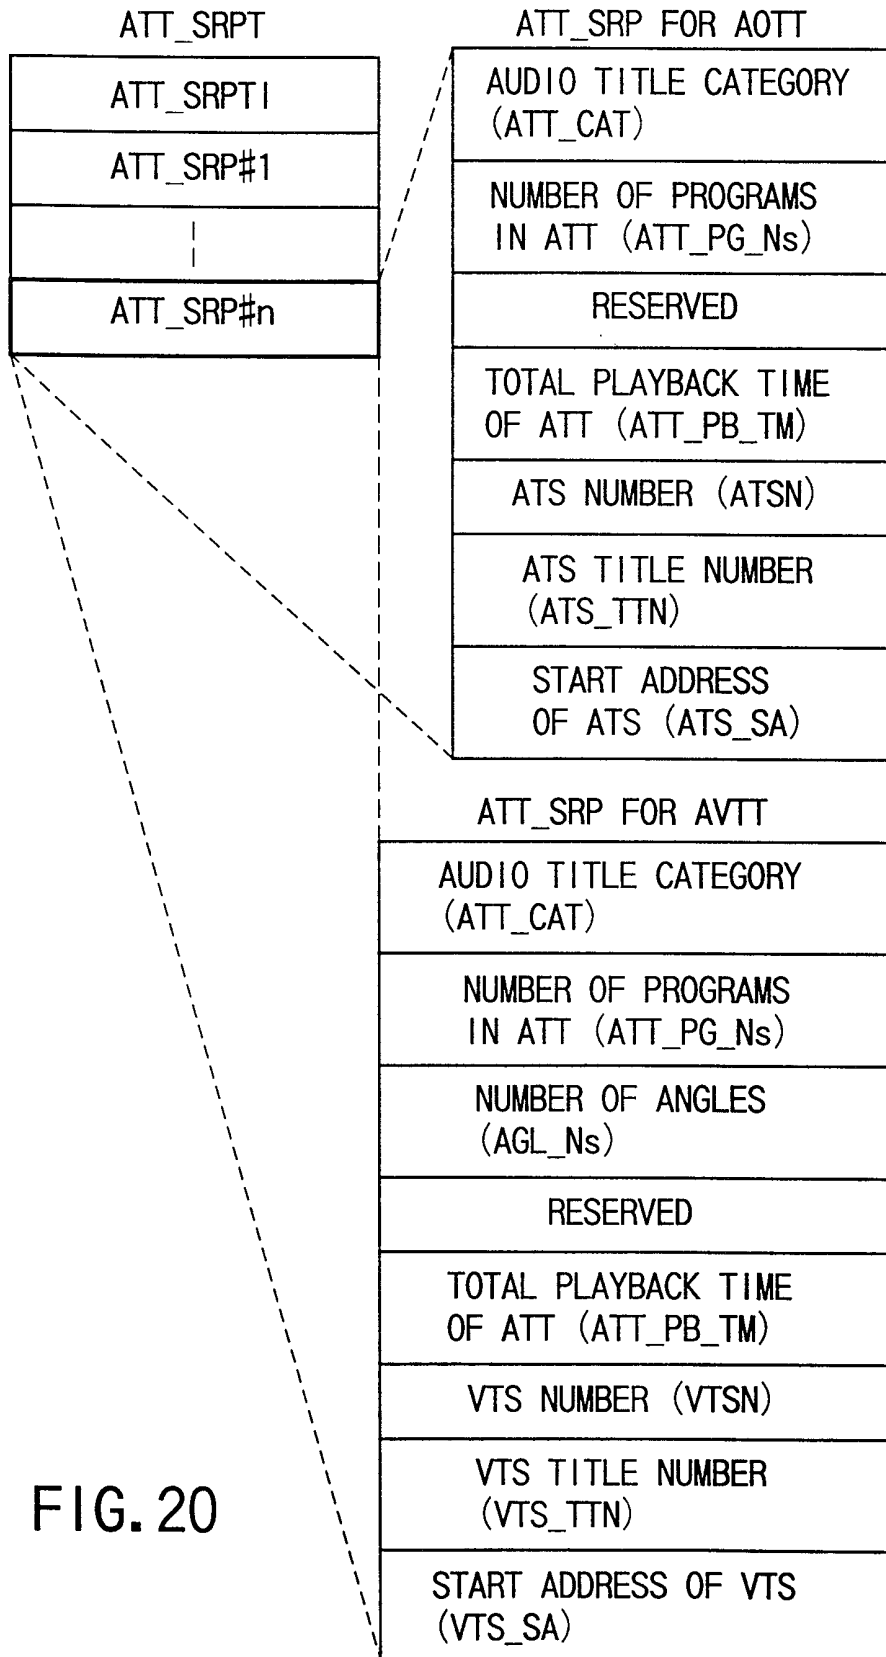 ATT_SRPT
ATT_SRPTI
ATT_SRP#1
ATT_SRP#n
ATT_SRP FOR AOTT
AUDIO TITLE CATEGORY
(ATT_CAT)
NUMBER OF PROGRAMS
IN ATT (ATT_PG_Ns)
RESERVED
TOTAL PLAYBACK TIME
OF ATT (ATT_PB_TM)
ATS NUMBER (ATSN)
ATS TITLE NUMBER
(ATS_TTN)
START ADDRESS
OF ATS (ATS_SA)
ATT_SRP FOR AVTT
AUDIO TITLE CATEGORY
(ATT_CAT)
NUMBER OF PROGRAMS
IN ATT (ATT_PG_Ns)
NUMBER OF ANGLES
(AGL_Ns)
RESERVED
TOTAL PLAYBACK TIME
OF ATT (ATT_PB_TM)
VTS NUMBER (VTSN)
VTS TITLE NUMBER
(VTS_TTN)
START ADDRESS OF VTS
(VTS_SA)
FIG. 20